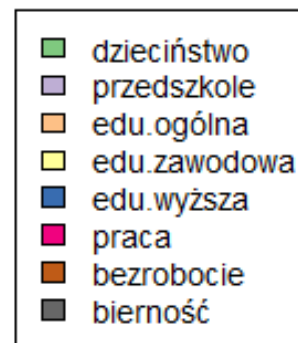 dzieciństwo
przedszkole
edu.ogólna
edu.zawodowa
edu.wyższa
praca
bezrobocie
bierność